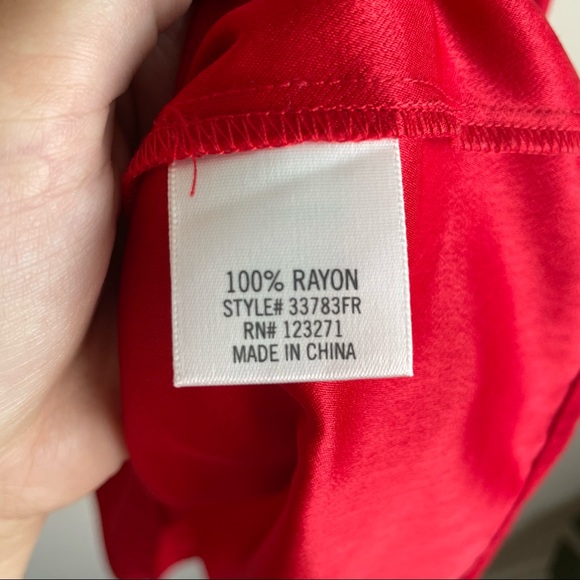 100% RAYON
STYLE# 33783FR
RN# 123271
MADE IN CHINA